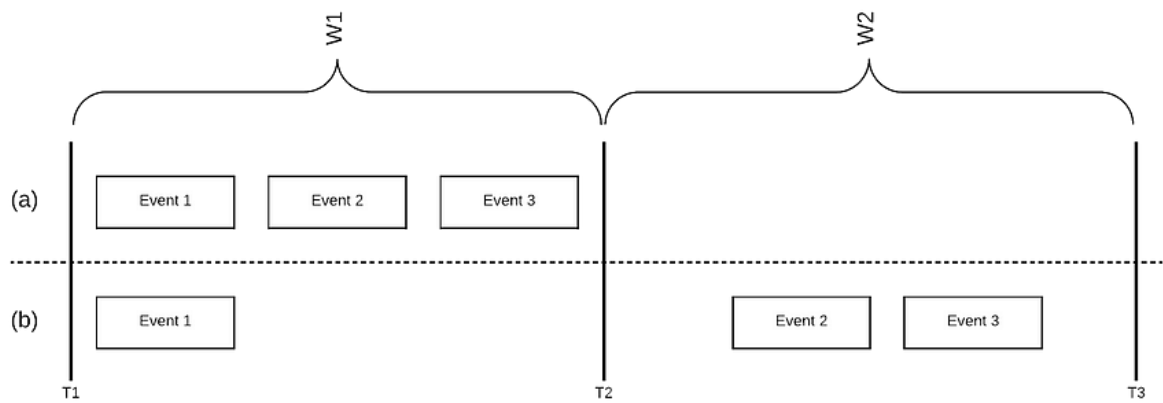 W1 W2
(a) Event 1 Event 2 Event 3
(b) Event 1 Event 2 Event 3
T1 T2 T3